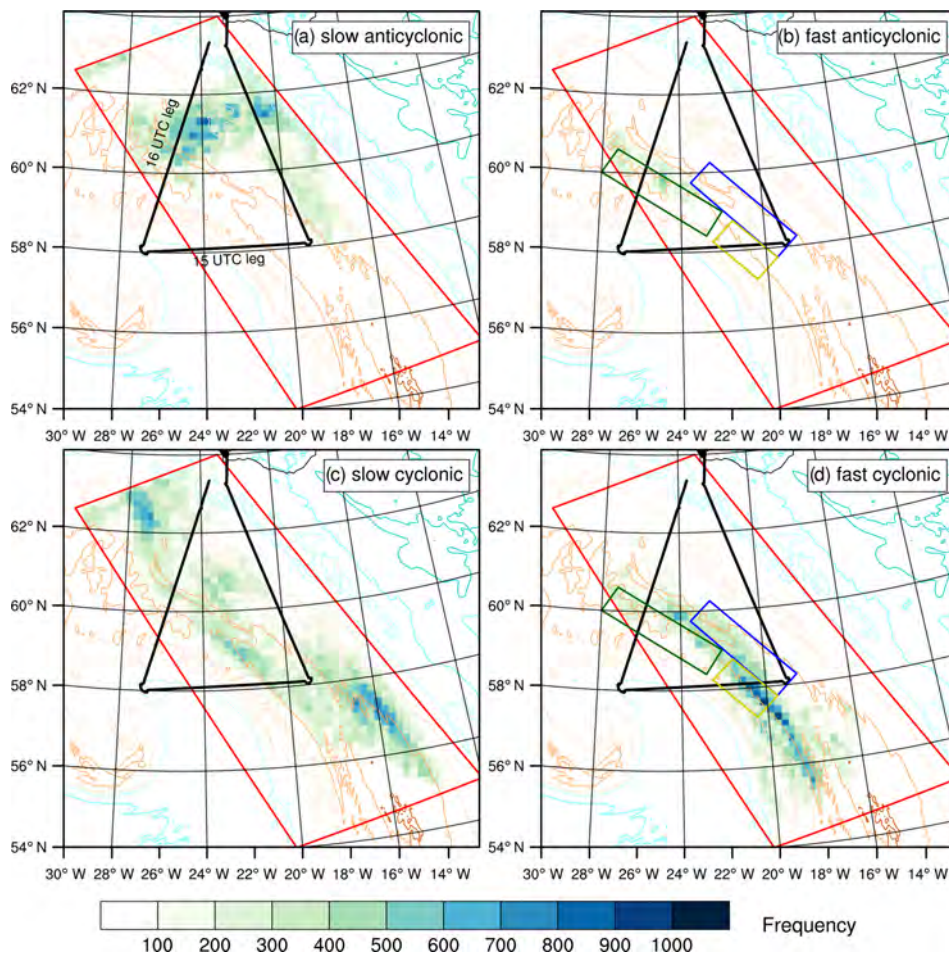 (a) slow anticyclonic
(b) fast anticyclonic
62° N
60° N
58° N
56° N
54° N
16 UTC leg
15 UTC leg
62° N
60° N
58° N
56° N
54° N
30° W 28° W 26° W 24° W 22° W 20° W 18° W 16° W 14° W
30° W 28° W 26° W 24° W 22° W 20° W 18° W 16° W 14° W
(c) slow cyclonic
(d) fast cyclonic
62° N
60° N
58° N
56° N
54° N
62° N
60° N
58° N
56° N
54° N
30° W 28° W 26° W 24° W 22° W 20° W 18° W 16° W 14° W
30° W 28° W 26° W 24° W 22° W 20° W 18° W 16° W 14° W
100 200 300 400 500 600 700 800 900 1000
Frequency